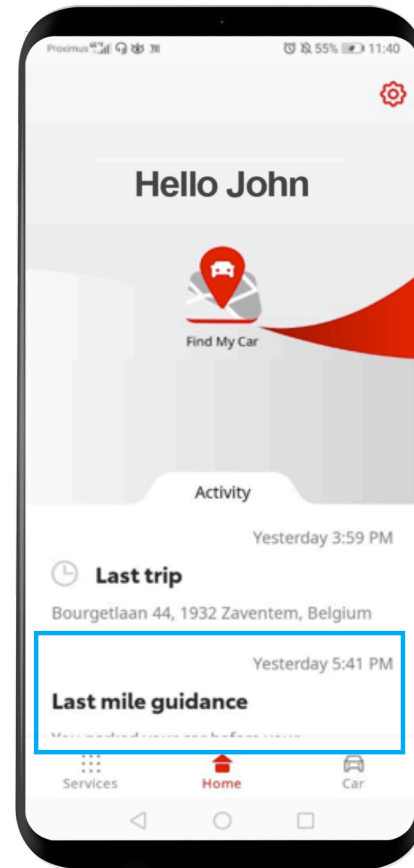 Proximus 55% 11:40
Hello John
Find My Car
Activity
Yesterday 3:59 PM
Last trip
Bourgetlaan 44, 1932 Zaventem, Belgium
Yesterday 5:41 PM
Last mile guidance
Services Home Car